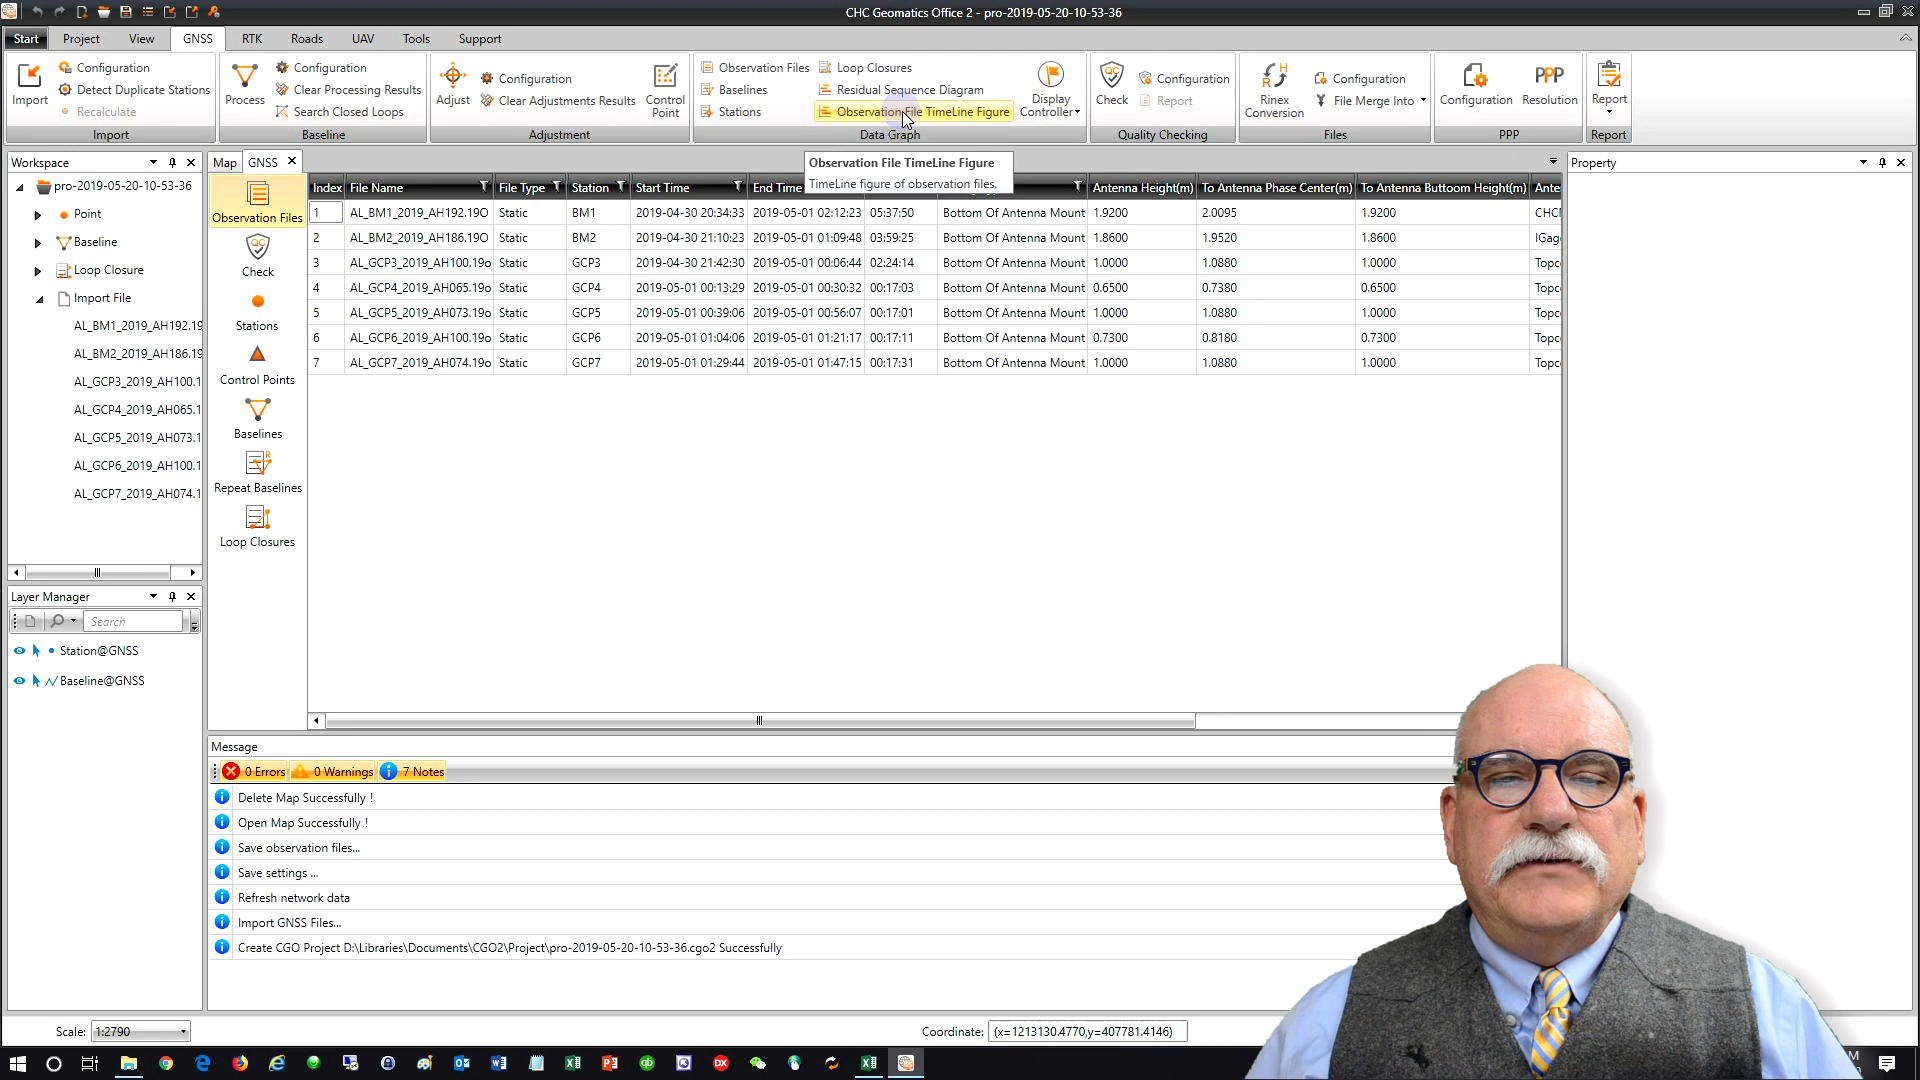 CHC Geomatics Office 2 - pro-2019-05-20-10-53-36
Start Project View GNSS RTK Roads UAV Tools Support
Import Configuration Detect Duplicate Stations Recalculate Import
Process Configuration Clear Processing Results Search Closed Loops Baseline
Adjust Configuration Clear Adjustments Results Control Point Adjustment
Observation Files Baselines Stations Loop Closures Residual Sequence Diagram Observation File TimeLine Figure Display Controller Data Graph
Check Configuration Report Quality Checking
Rinex Conversion Configuration File Merge Into Files
Configuration PPP Resolution PPP
Report Report
Observation File TimeLine Figure
TimeLine figure of observation files.
Workspace
pro-2019-05-20-10-53-36
Point
Baseline
Loop Closure
Import File
AL_BM1_2019_AH192.19
AL_BM2_2019_AH186.19
AL_GCP3_2019_AH100.1
AL_GCP4_2019_AH065.1
AL_GCP5_2019_AH073.1
AL_GCP6_2019_AH100.1
AL_GCP7_2019_AH074.1
Layer Manager
Search
Station@GNSS
Baseline@GNSS
Map GNSS
Observation Files
QC
Check
Stations
Control Points
Baselines
Repeat Baselines
Loop Closures
Index File Name File Type Station Start Time End Time Antenna Height(m) To Antenna Phase Center(m) To Antenna Buttoom Height(m) Ante
1 AL_BM1_2019_AH192.19O Static BM1 2019-04-30 20:34:33 2019-05-01 02:12:23 05:37:50 Bottom Of Antenna Mount 1.9200 2.0095 1.9200 CHCI
2 AL_BM2_2019_AH186.19O Static BM2 2019-04-30 21:10:23 2019-05-01 01:09:48 03:59:25 Bottom Of Antenna Mount 1.8600 1.9520 1.8600 IGag
3 AL_GCP3_2019_AH100.19o Static GCP3 2019-04-30 21:42:30 2019-05-01 00:06:44 02:24:14 Bottom Of Antenna Mount 1.0000 1.0880 1.0000 Topc
4 AL_GCP4_2019_AH065.19o Static GCP4 2019-05-01 00:13:29 2019-05-01 00:30:32 00:17:03 Bottom Of Antenna Mount 0.6500 0.7380 0.6500 Topc
5 AL_GCP5_2019_AH073.19o Static GCP5 2019-05-01 00:39:06 2019-05-01 00:56:07 00:17:01 Bottom Of Antenna Mount 1.0000 1.0880 1.0000 Topc
6 AL_GCP6_2019_AH100.19o Static GCP6 2019-05-01 01:04:06 2019-05-01 01:21:17 00:17:11 Bottom Of Antenna Mount 0.7300 0.8180 0.7300 Topc
7 AL_GCP7_2019_AH074.19o Static GCP7 2019-05-01 01:29:44 2019-05-01 01:47:15 00:17:31 Bottom Of Antenna Mount 1.0000 1.0880 1.0000 Topc
Property
Message
0 Errors 0 Warnings 7 Notes
Delete Map Successfully !
Open Map Successfully !
Save observation files...
Save settings ...
Refresh network data
Import GNSS Files...
Create CGO Project D:\Libraries\Documents\CGO2\Project\pro-2019-05-20-10-53-36.cgo2 Successfully
Scale: 1:2790
Coordinate: (x=1213130.4770,y=407781.4146)